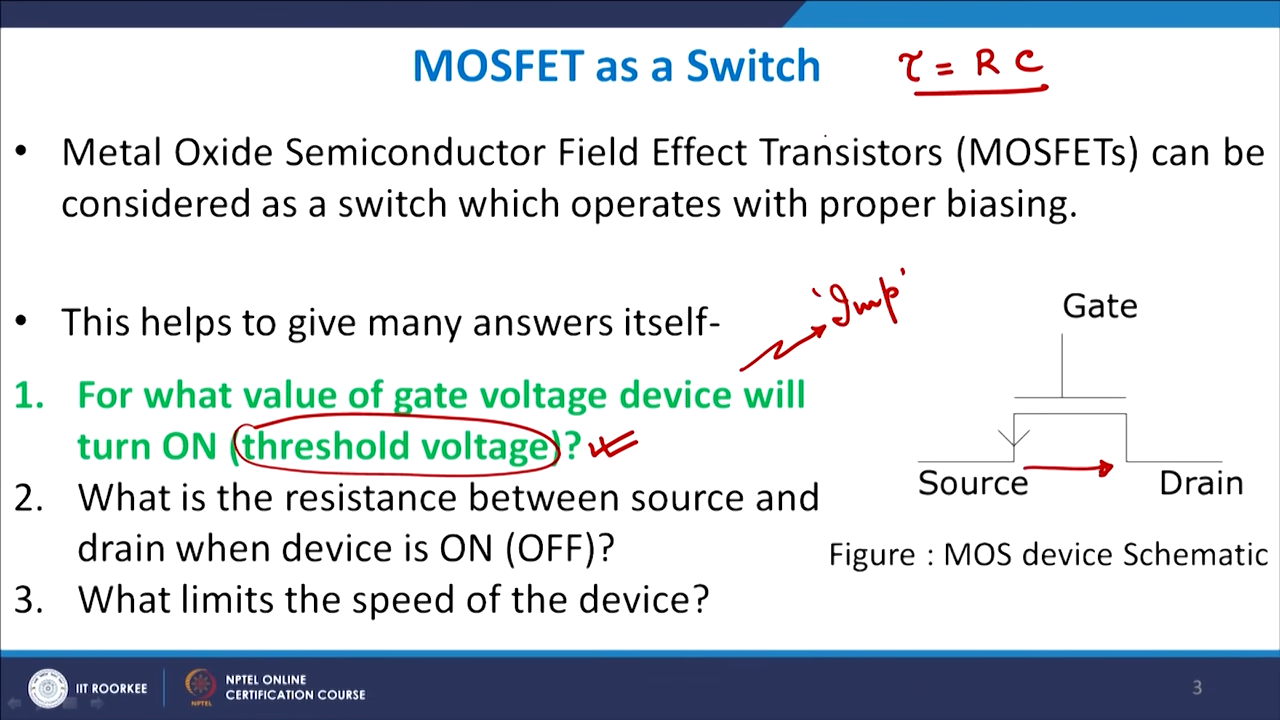 MOSFET as a Switch
τ = R C
• Metal Oxide Semiconductor Field Effect Transistors (MOSFETs) can be
considered as a switch which operates with proper biasing.
• This helps to give many answers itself-
'Imp'
1. For what value of gate voltage device will
turn ON (threshold voltage)?
2. What is the resistance between source and
drain when device is ON (OFF)?
3. What limits the speed of the device?
Gate
Source
Drain
Figure : MOS device Schematic
IIT ROORKEE
NPTEL
NPTEL ONLINE
CERTIFICATION COURSE
3